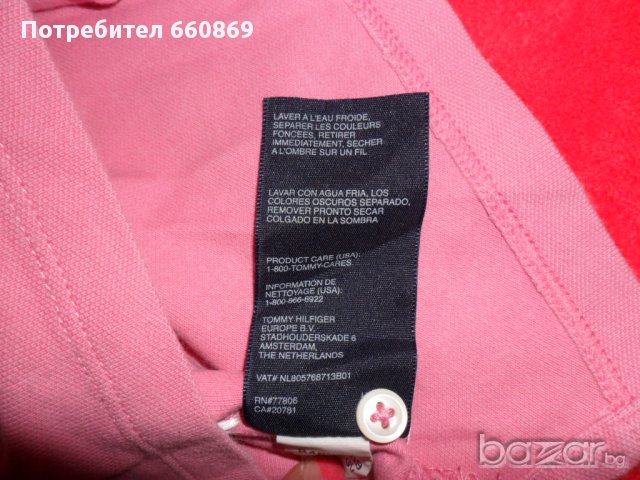 Потребител 660869
LAVER A L'EAU FROIDE,
SEPARER LES COULEURS
FONCEES, RETIRER
IMMEDIATEMENT, SECHER
A L'OMBRE SUR UN FIL
LAVAR CON AGUA FRIA, LOS
COLORES OSCUROS SEPARADO,
REMOVER PRONTO SECAR
COLGADO EN LA SOMBRA
PRODUCT CARE (USA):
1-800-TOMMY-CARES
INFORMATION DE
NETTOYAGE (USA):
1-800-866-6922
TOMMY HILFIGER
EUROPE B.V.
STADHOUDERSKADE 6
AMSTERDAM,
THE NETHERLANDS
VAT# NL805768713B01
RN#77806
CA#20781
bazar.bg